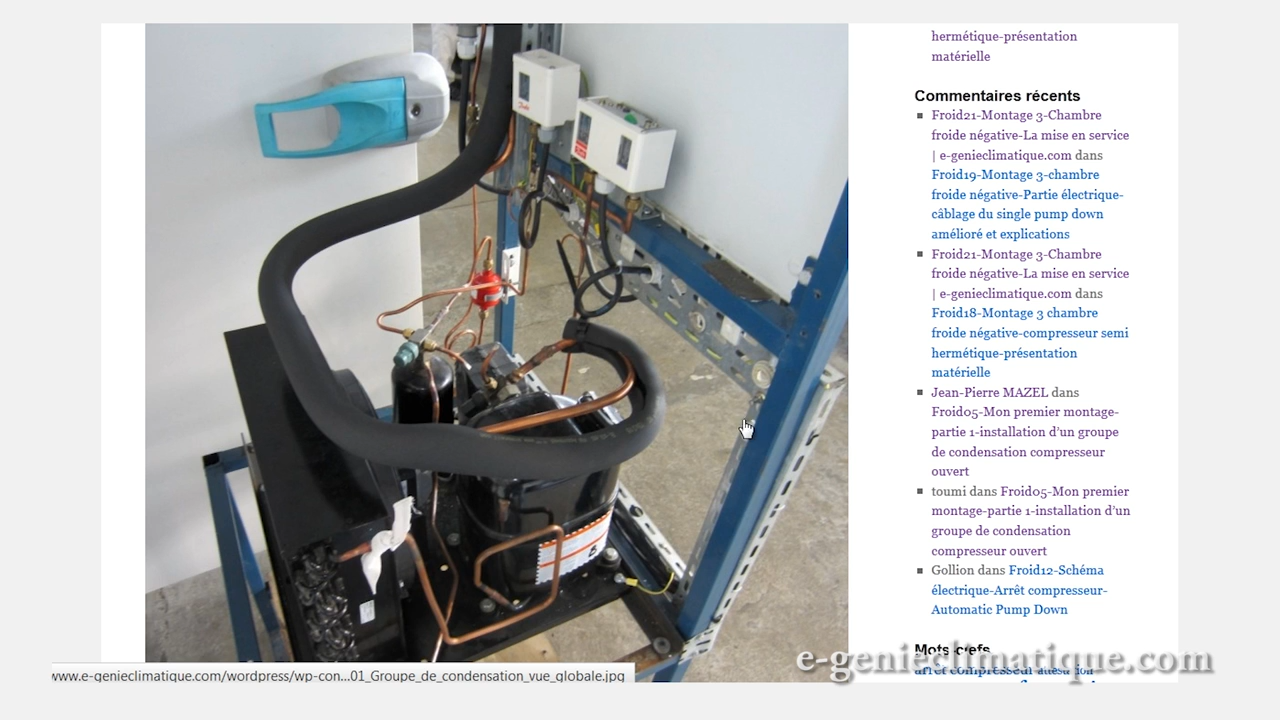 hermétique-présentation
matérielle
Commentaires récents
Froid21-Montage 3-Chambre
froide négative-La mise en service
| e-genieclimatique.com dans
Froid19-Montage 3-chambre
froide négative-Partie électrique-
câblage du single pump down
amélioré et explications
Froid21-Montage 3-Chambre
froide négative-La mise en service
| e-genieclimatique.com dans
Froid18-Montage 3 chambre
froide négative-compresseur semi
hermétique-présentation
matérielle
Jean-Pierre MAZEL dans
Froid05-Mon premier montage-
partie 1-installation d'un groupe
de condensation compresseur
ouvert
toumi dans Froid05-Mon premier
montage-partie 1-installation d'un
groupe de condensation
compresseur ouvert
Gollion dans Froid12-Schéma
électrique-Arrêt compresseur-
Automatic Pump Down
Mots-clefs
arrêt compresseur
e-genieclimatique.com
www.e-genieclimatique.com/wordpress/wp-con...01_Groupe_de_condensation_vue_globale.jpg